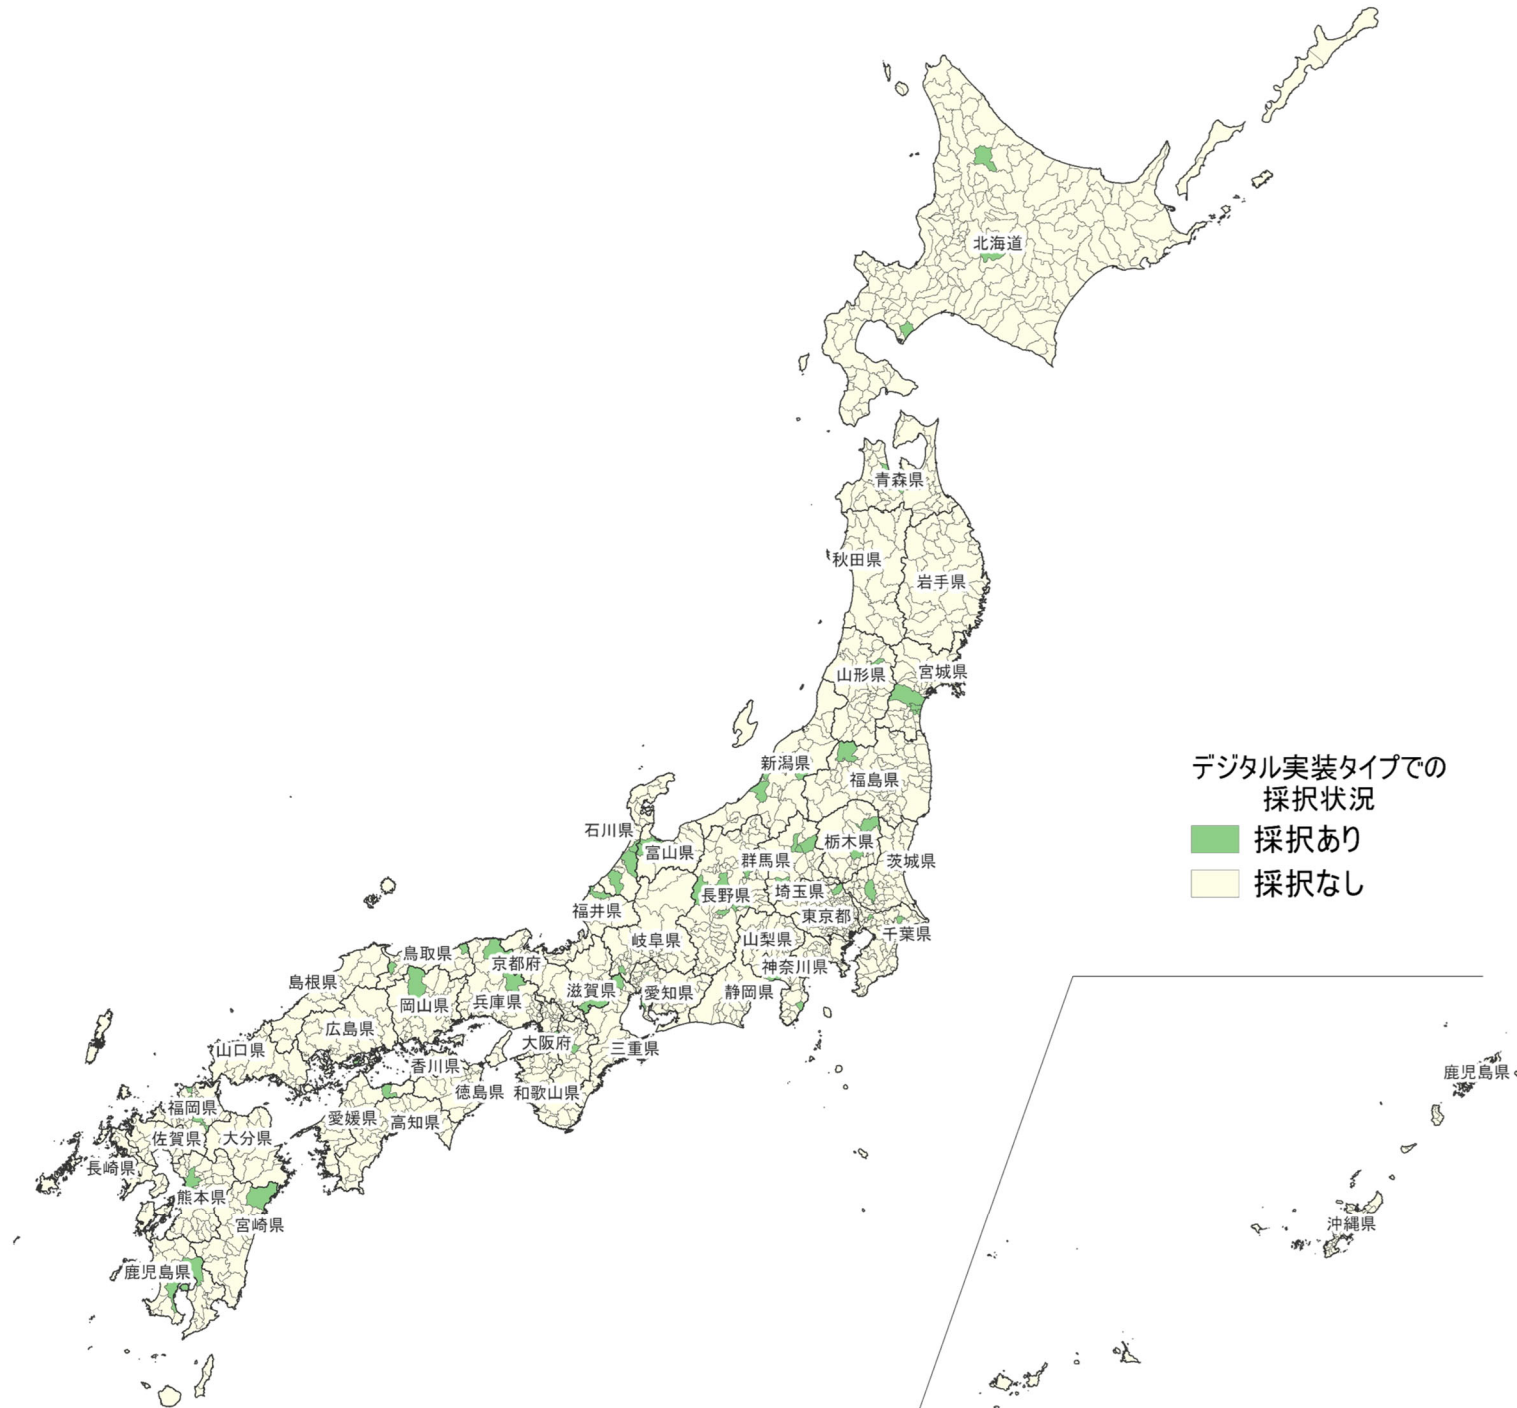 北海道
青森県
秋田県
岩手県
山形県
宮城県
新潟県
福島県
デジタル実装タイプでの
採択状況
採択あり
採択なし
石川県
富山県
群馬県
栃木県
茨城県
長野県
埼玉県
福井県
東京都
千葉県
岐阜県
山梨県
鳥取県
京都府
神奈川県
島根県
滋賀県
愛知県
静岡県
岡山県
兵庫県
広島県
大阪府
三重県
山口県
香川県
徳島県
和歌山県
鹿児島県
福岡県
愛媛県
高知県
佐賀県
大分県
長崎県
熊本県
宮崎県
沖縄県
鹿児島県